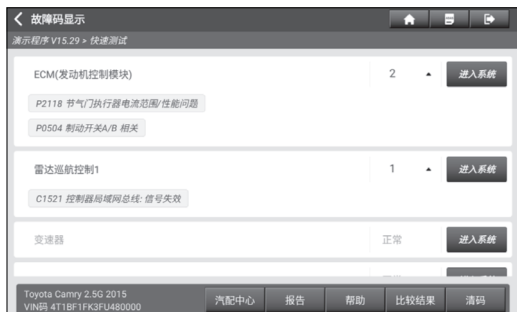 故障码显示
演示程序 V15.29 > 快速测试
ECM(发动机控制模块) 2 进入系统
P2118 节气门执行器电流范围/性能问题
P0504 制动开关A/B 相关
雷达巡航控制1 1 进入系统
C1521 控制器局域网总线: 信号失效
变速器 正常 进入系统
Toyota Camry 2.5G 2015
VIN码 4T1BF1FK3FU480000
汽配中心 报告 帮助 比较结果 清码